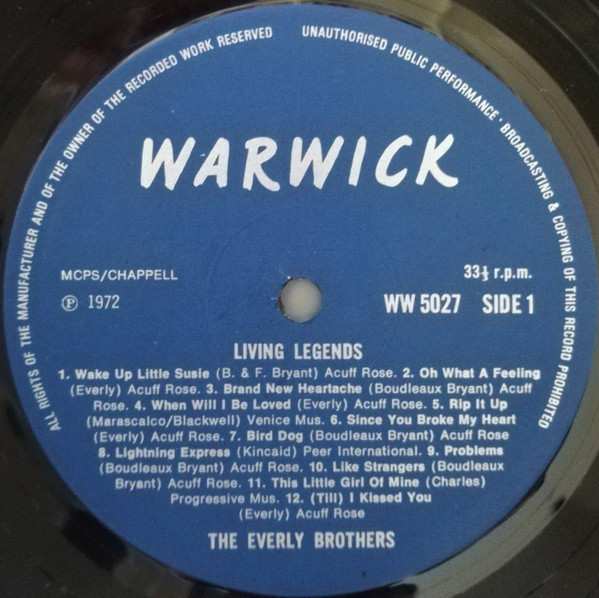 ALL RIGHTS OF THE MANUFACTURER AND OF THE OWNER OF THE RECORDED WORK RESERVED
UNAUTHORISED PUBLIC PERFORMANCE · BROADCASTING & COPYING OF THIS RECORD PROHIBITED
WARWICK
MCPS/CHAPPELL
33⅓ r.p.m.
℗ 1972
WW 5027 SIDE 1
LIVING LEGENDS
1. Wake Up Little Susie (B. & F. Bryant) Acuff Rose. 2. Oh What A Feeling
(Everly) Acuff Rose. 3. Brand New Heartache (Boudleaux Bryant) Acuff
Rose. 4. When Will I Be Loved (Everly) Acuff Rose. 5. Rip It Up
(Marascalco/Blackwell) Venice Mus. 6. Since You Broke My Heart
(Everly) Acuff Rose. 7. Bird Dog (Boudleaux Bryant) Acuff Rose
8. Lightning Express (Kincaid) Peer International. 9. Problems
(Boudleaux Bryant) Acuff Rose. 10. Like Strangers (Boudleaux
Bryant) Acuff Rose. 11. This Little Girl Of Mine (Charles)
Progressive Mus. 12. (Till) I Kissed You
(Everly) Acuff Rose
THE EVERLY BROTHERS